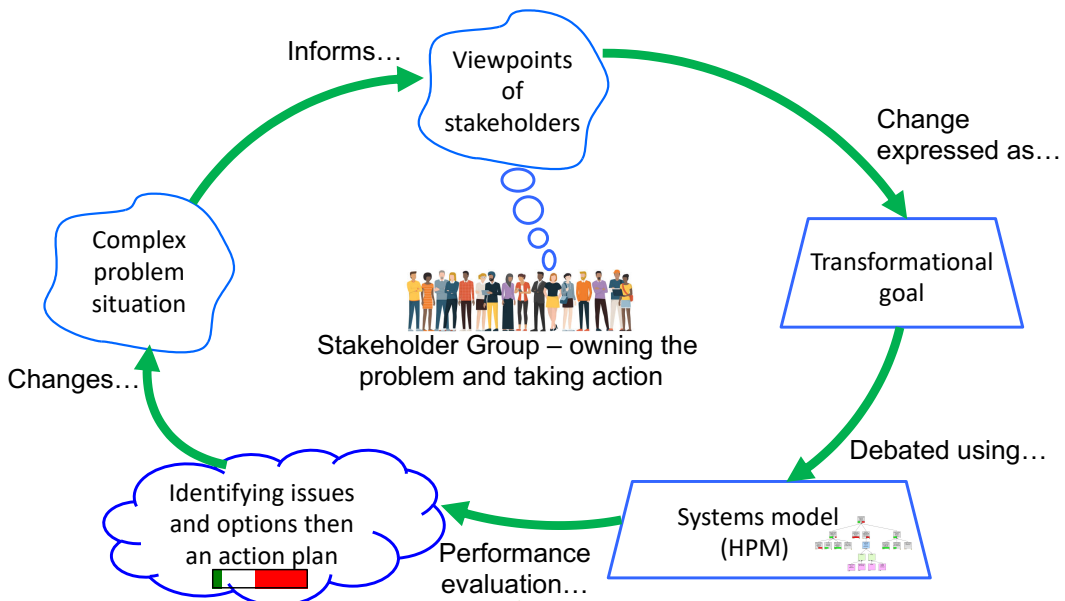 Informs…
Viewpoints
of
stakeholders
Change
expressed as…
Transformational
goal
Complex
problem
situation
Stakeholder Group – owning the
problem and taking action
Changes…
Debated using…
Identifying issues
and options then
an action plan
Performance
evaluation…
Systems model
(HPM)